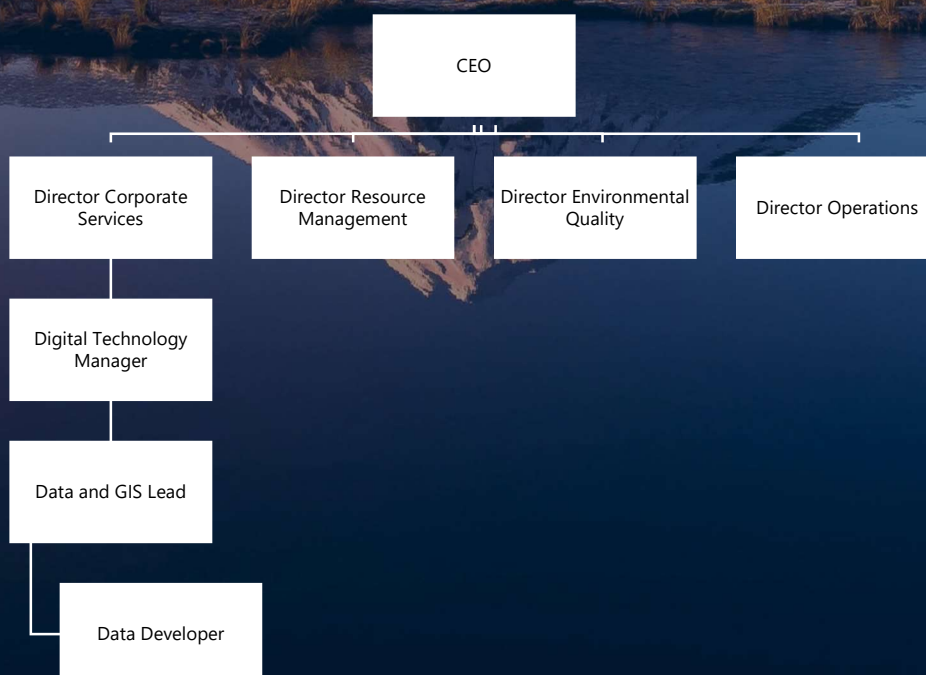 CEO
Director Corporate
Services
Director Resource
Management
Director Environmental
Quality
Director Operations
Digital Technology
Manager
Data and GIS Lead
Data Developer